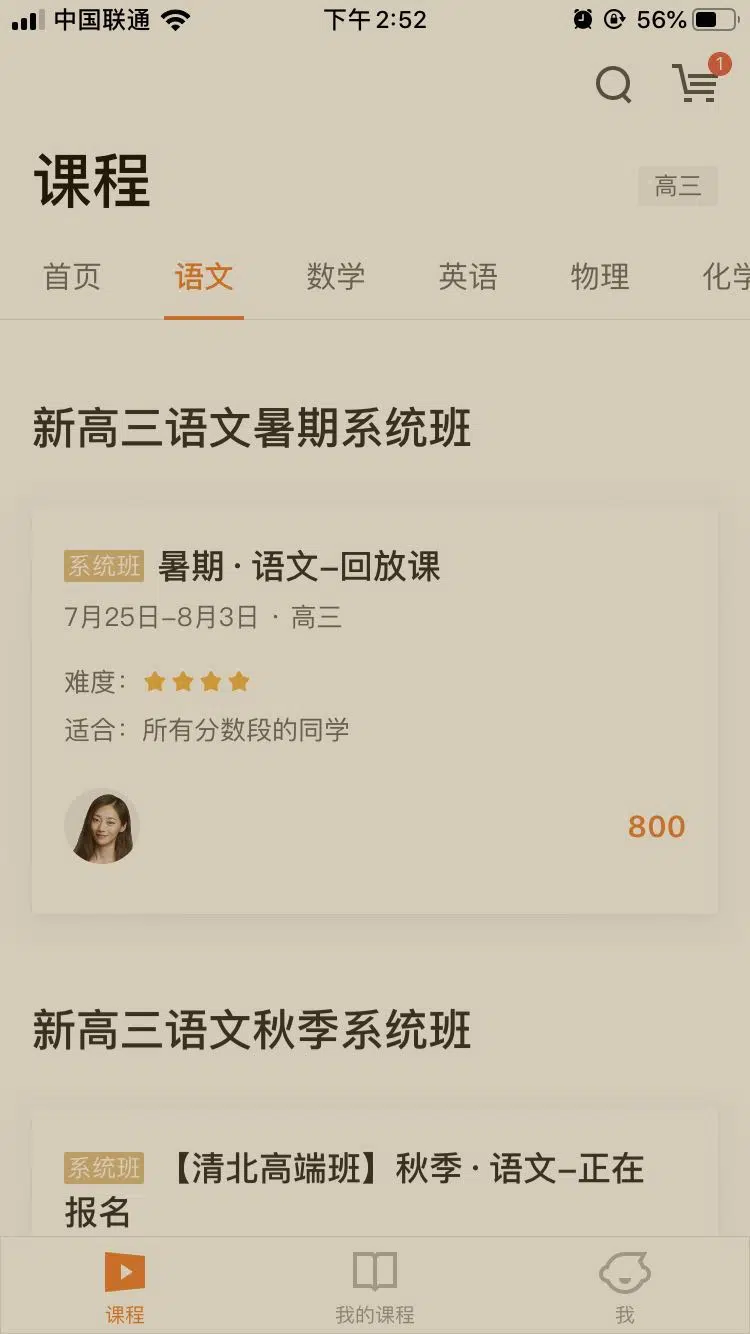 中国联通 下午2:52 56%
1
课程
高三
首页 语文 数学 英语 物理 化学
新高三语文暑期系统班
系统班 暑期·语文-回放课
7月25日-8月3日 · 高三
难度：
适合：所有分数段的同学
800
新高三语文秋季系统班
系统班 【清北高端班】秋季·语文-正在
报名
课程 我的课程 我